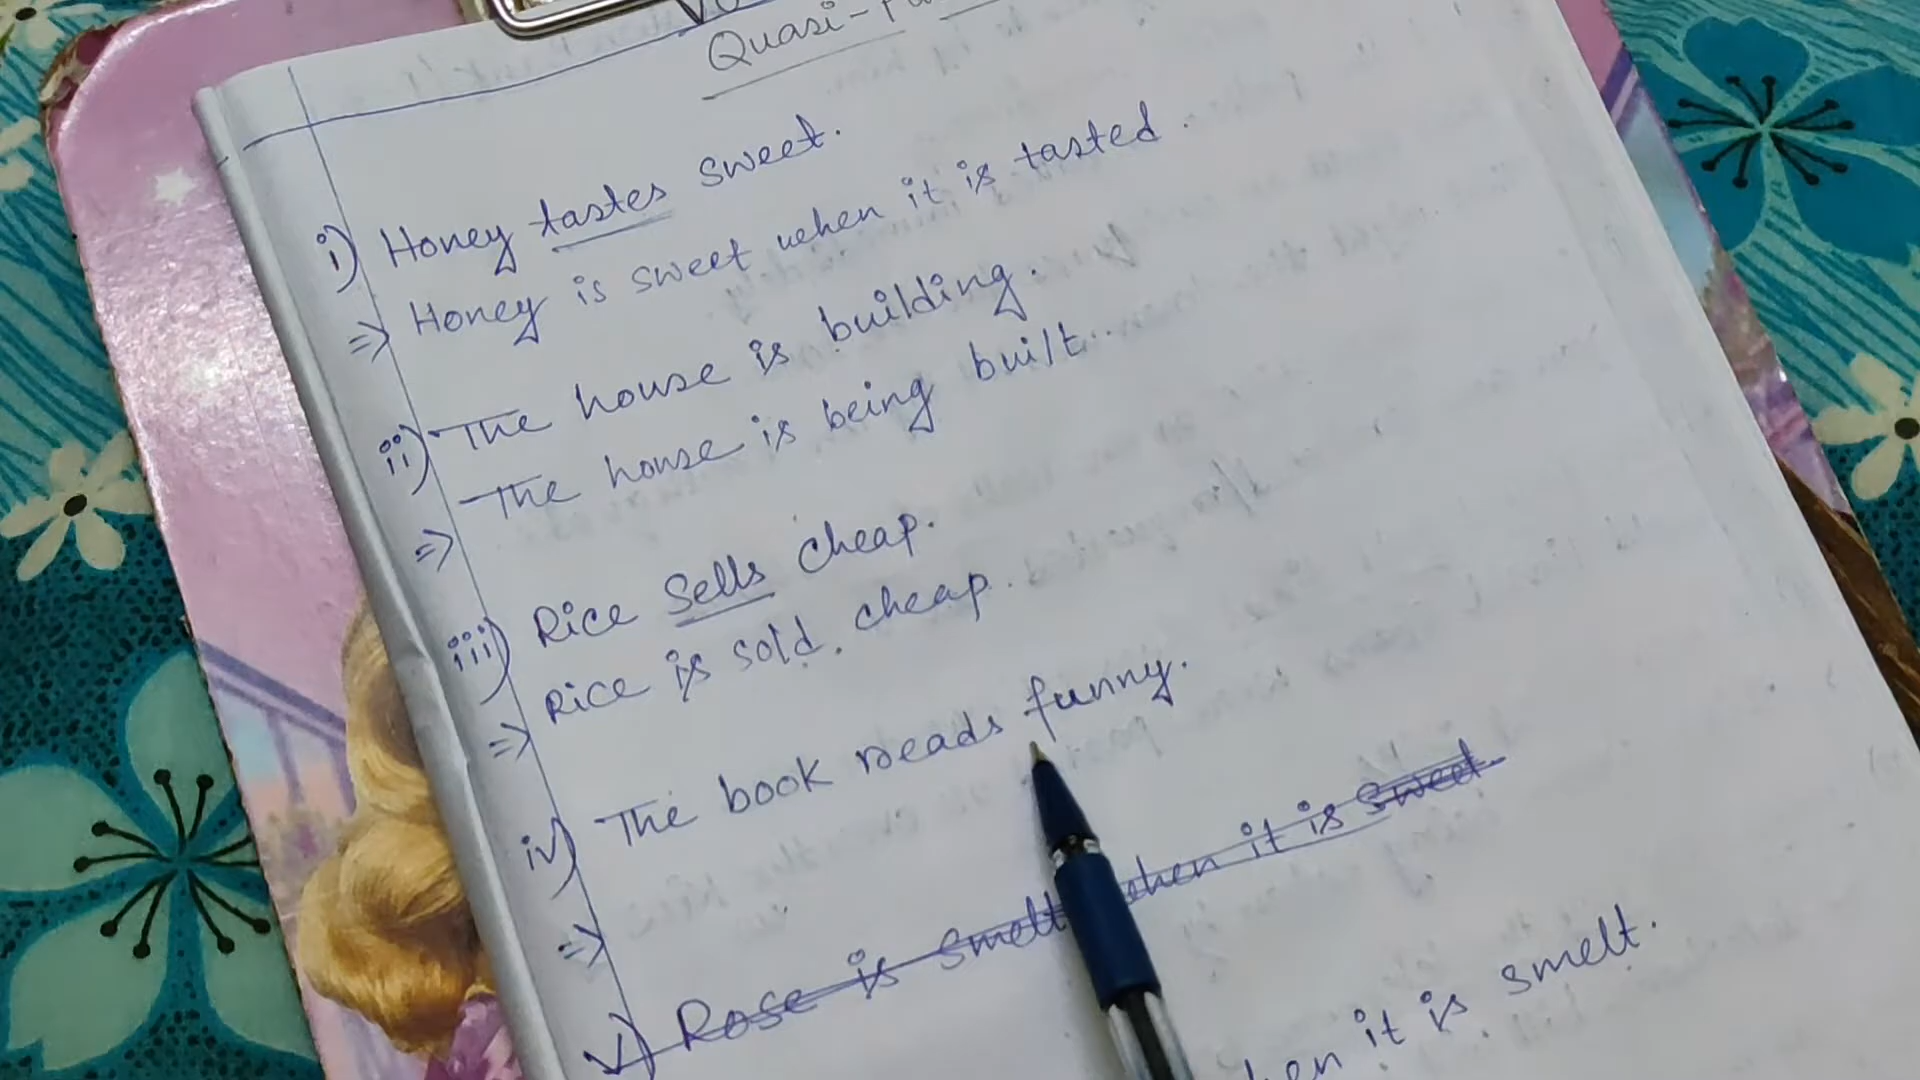 Quasi-
i) Honey tastes sweet.
=> Honey is sweet when it is tasted.
ii) The house is building.
=> The house is being built.
iii) Rice Sells cheap.
=> Rice is sold cheap.
iv) The book reads funny.
=>
v) Rose is smelt when it is sweet.
it is smelt.